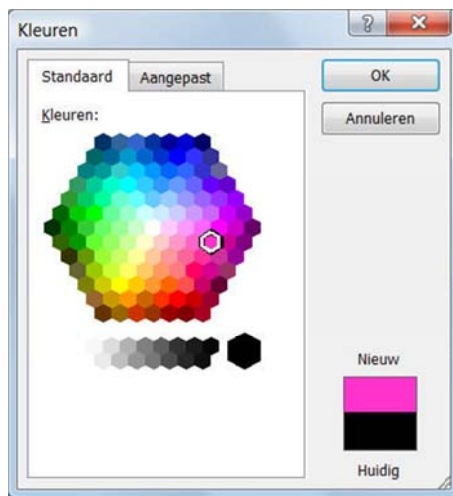 Kleuren
Standaard
Aangepast
OK
Annuleren
Kleuren:
Nieuw
Huidig